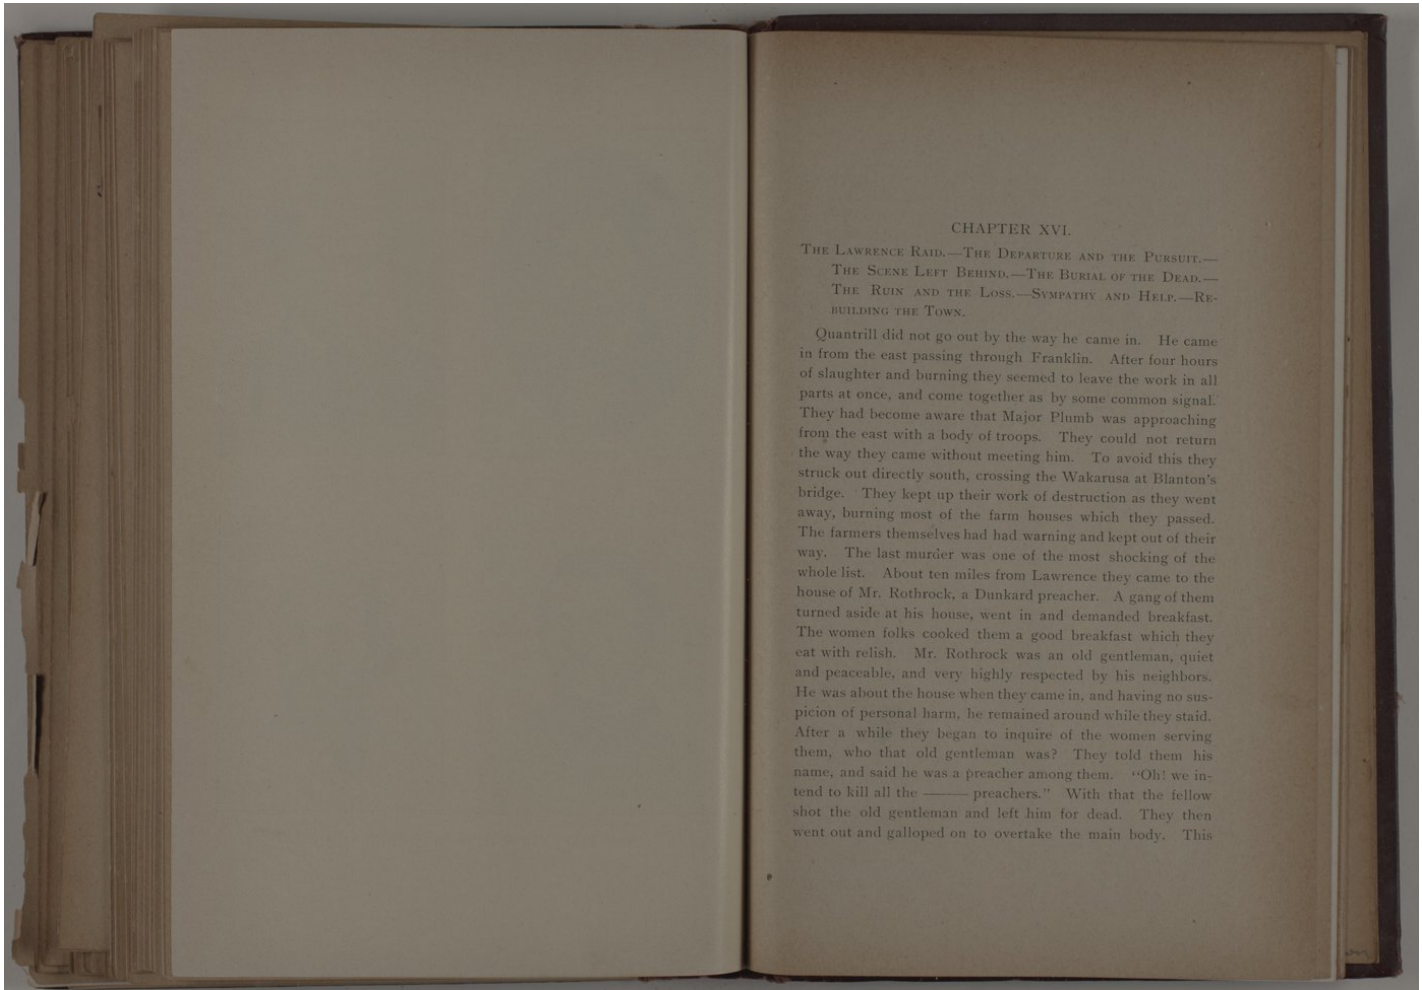 CHAPTER XVI.
The Lawrence Raid.—The Departure and the Pursuit.—
The Scene Left Behind.—The Burial of the Dead.—
The Ruin and the Loss.—Sympathy and Help.—Re-
building the Town.
Quantrill did not go out by the way he came in. He came
in from the east passing through Franklin. After four hours
of slaughter and burning they seemed to leave the work in all
parts at once, and come together as by some common signal.
They had become aware that Major Plumb was approaching
from the east with a body of troops. They could not return
the way they came without meeting him. To avoid this they
struck out directly south, crossing the Wakarusa at Blanton's
bridge. They kept up their work of destruction as they went
away, burning most of the farm houses which they passed.
The farmers themselves had had warning and kept out of their
way. The last murder was one of the most shocking of the
whole list. About ten miles from Lawrence they came to the
house of Mr. Rothrock, a Dunkard preacher. A gang of them
turned aside at his house, went in and demanded breakfast.
The women folks cooked them a good breakfast which they
eat with relish. Mr. Rothrock was an old gentleman, quiet
and peaceable, and very highly respected by his neighbors.
He was about the house when they came in, and having no sus-
picion of personal harm, he remained around while they staid.
After a while they began to inquire of the women serving
them, who that old gentleman was? They told them his
name, and said he was a preacher among them. "Oh! we in-
tend to kill all the ——— preachers." With that the fellow
shot the old gentleman and left him for dead. They then
went out and galloped on to overtake the main body. This